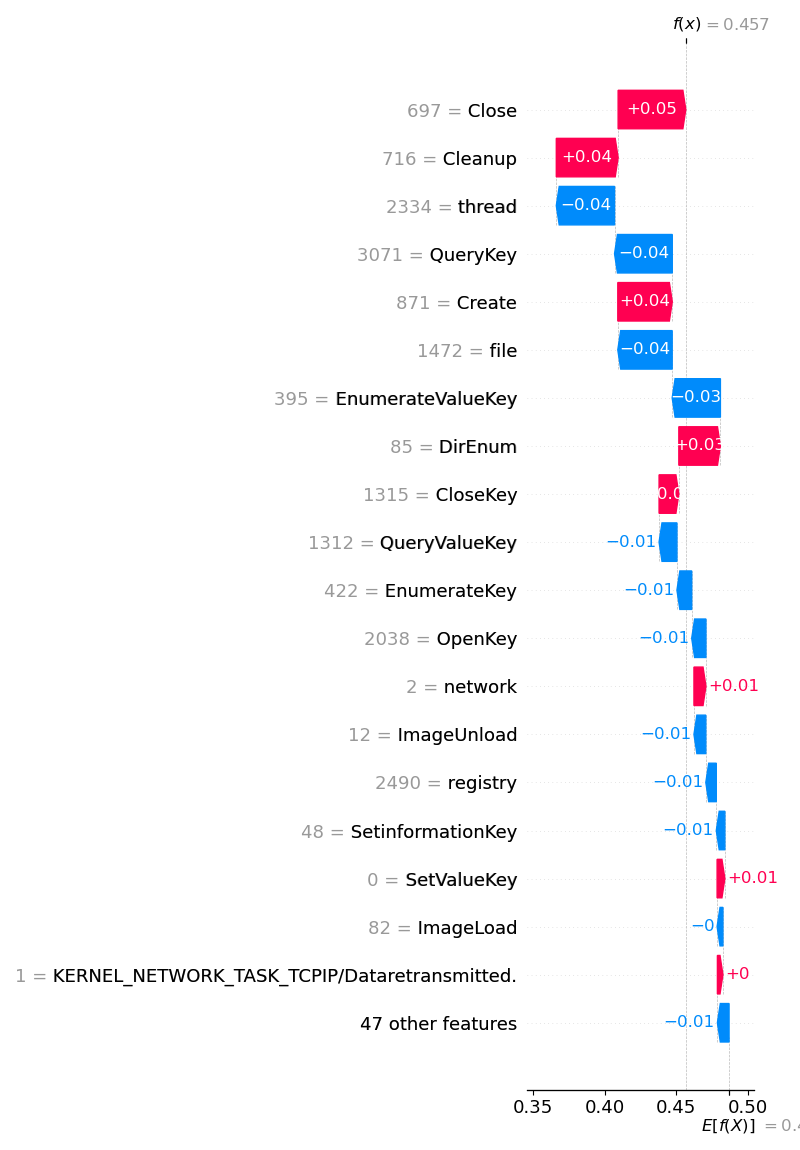 f(x) = 0.457
697 = Close +0.05
716 = Cleanup +0.04
2334 = thread −0.04
3071 = QueryKey −0.04
871 = Create +0.04
1472 = file −0.04
395 = EnumerateValueKey −0.03
85 = DirEnum +0.03
1315 = CloseKey
1312 = QueryValueKey −0.01
422 = EnumerateKey −0.01
2038 = OpenKey −0.01
2 = network +0.01
12 = ImageUnload −0.01
2490 = registry −0.01
48 = SetinformationKey −0.01
0 = SetValueKey +0.01
82 = ImageLoad −0
1 = KERNEL_NETWORK_TASK_TCPIP/Dataretransmitted. +0
47 other features −0.01
0.35 0.40 0.45 0.50
E[f(X)] =